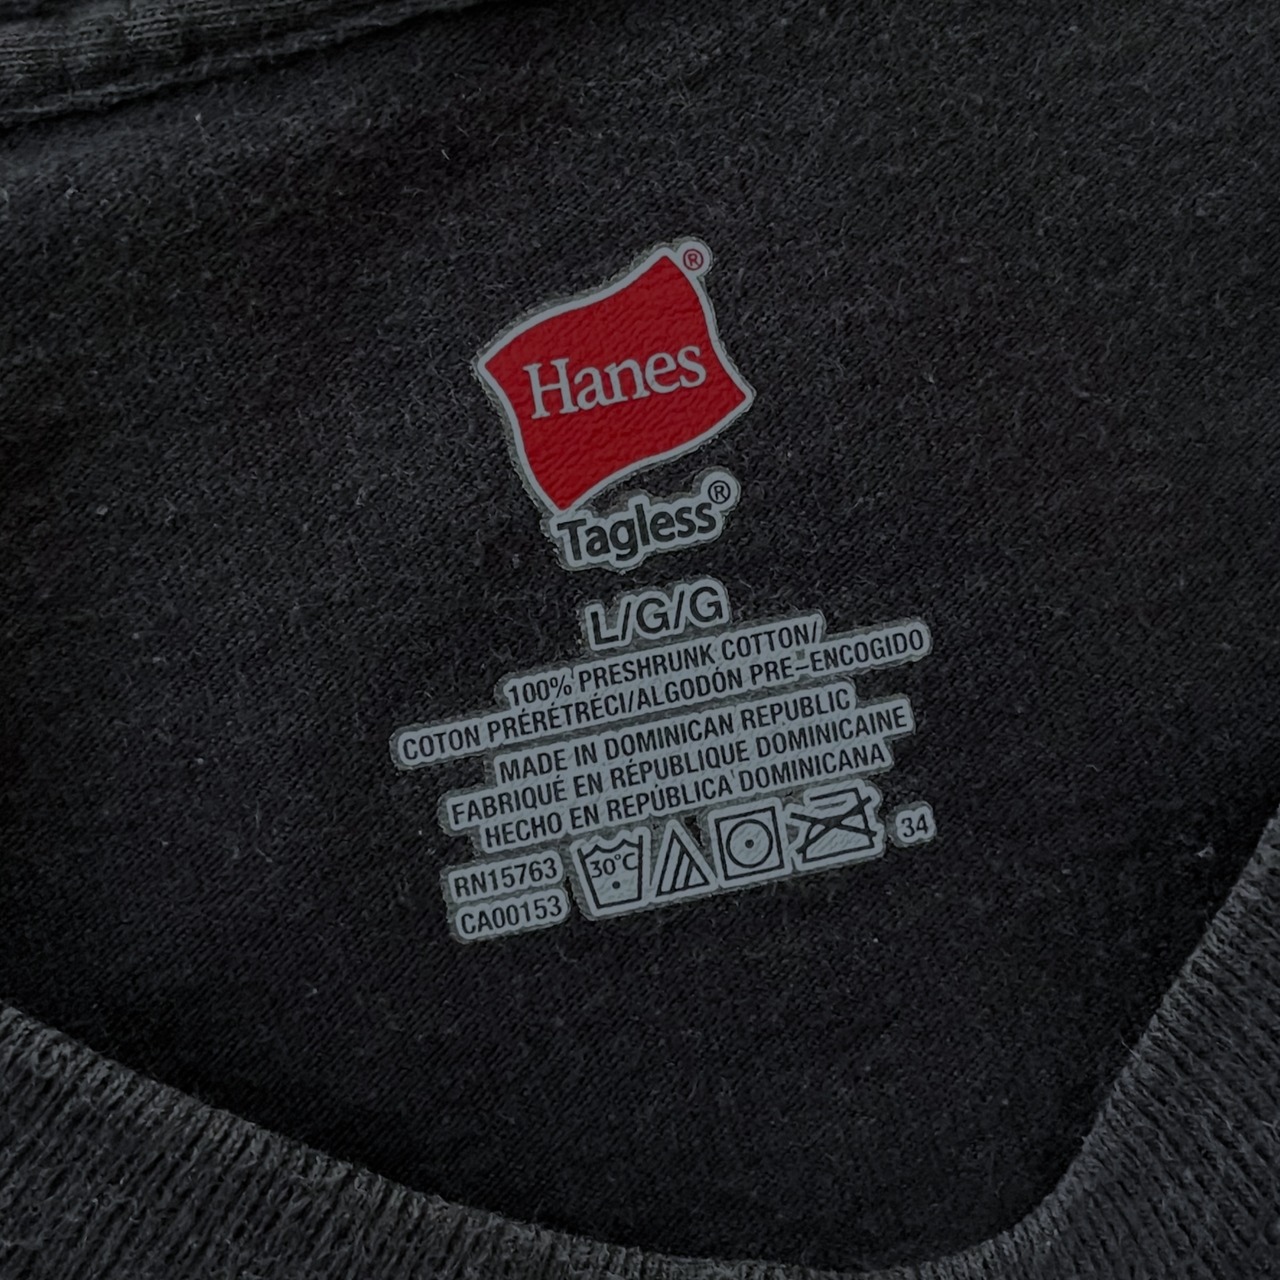 Hanes®
Tagless®
L/G/G
100% PRESHRUNK COTTON/
COTON PRÉRÉTRÉCI/ALGODÓN PRE-ENCOGIDO
MADE IN DOMINICAN REPUBLIC
FABRIQUÉ EN RÉPUBLIQUE DOMINICAINE
HECHO EN REPÚBLICA DOMINICANA
RN15763
CA00153
30°C
34